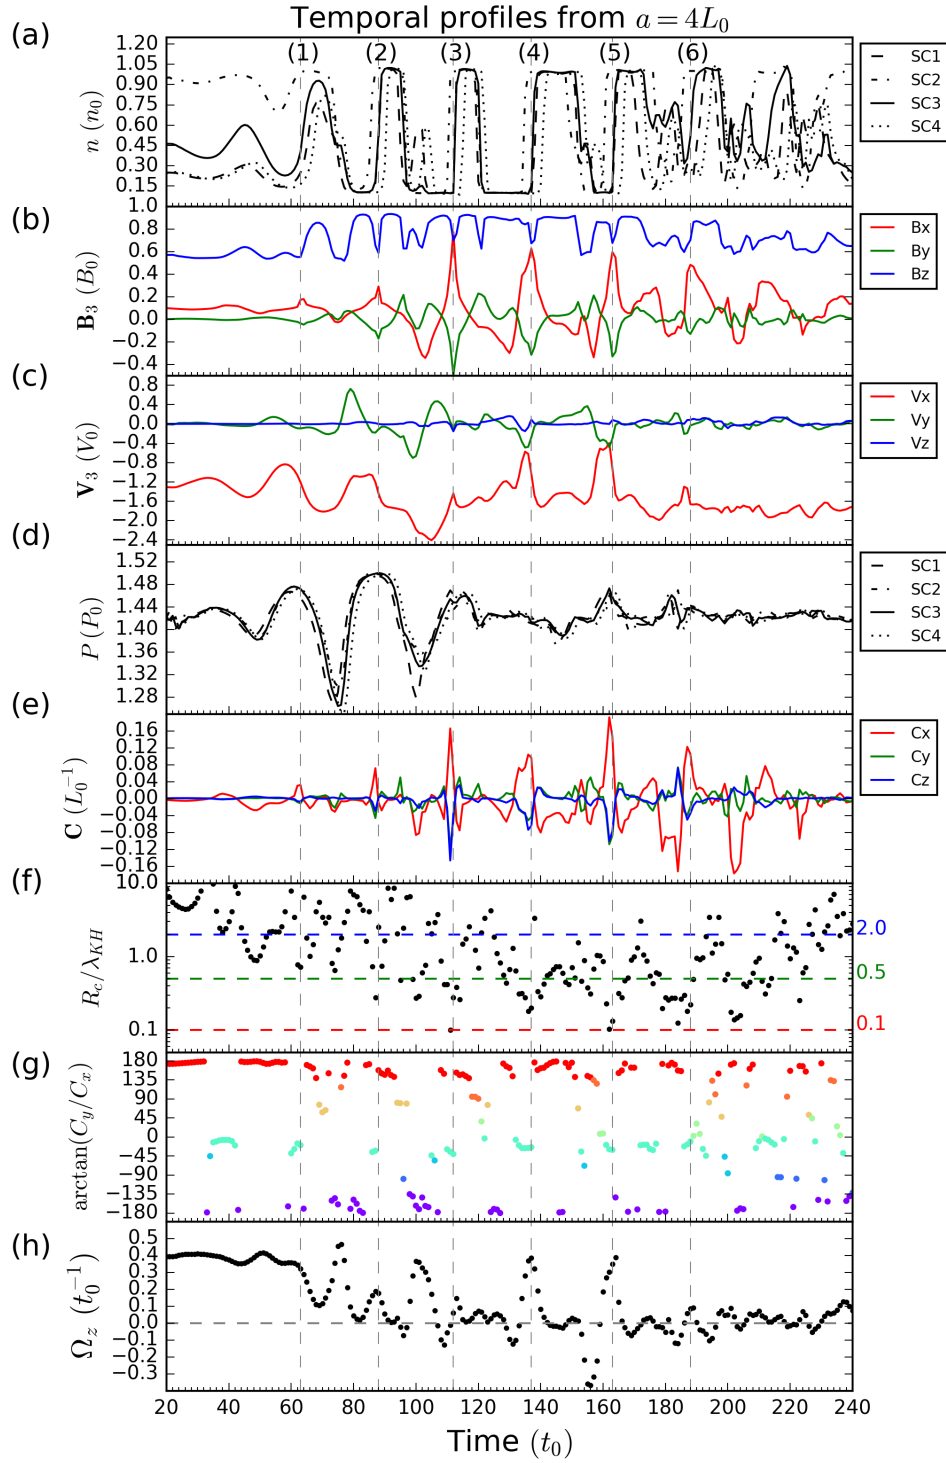 Temporal profiles from a = 4L₀
(a)
(1) (2) (3) (4) (5) (6)
1.20
1.05
0.90
0.75
0.60
0.45
0.30
0.15
n (n₀)
SC1
SC2
SC3
SC4
(b)
1.0
0.8
0.6
0.4
0.2
0.0
−0.2
−0.4
B₃ (B₀)
Bx
By
Bz
(c)
0.8
0.4
0.0
−0.4
−0.8
−1.2
−1.6
−2.0
−2.4
V₃ (V₀)
Vx
Vy
Vz
(d)
1.52
1.48
1.44
1.40
1.36
1.32
1.28
P (P₀)
SC1
SC2
SC3
SC4
(e)
0.16
0.12
0.08
0.04
0.00
−0.04
−0.08
−0.12
−0.16
C (L₀⁻¹)
Cx
Cy
Cz
(f)
10.0
1.0
0.1
R_c/λ_KH
2.0
0.5
0.1
(g)
180
135
90
45
0
−45
−90
−135
−180
arctan(C_y/C_x)
(h)
0.5
0.4
0.3
0.2
0.1
0.0
−0.1
−0.2
−0.3
Ω_z (t₀⁻¹)
20 40 60 80 100 120 140 160 180 200 220 240
Time (t₀)